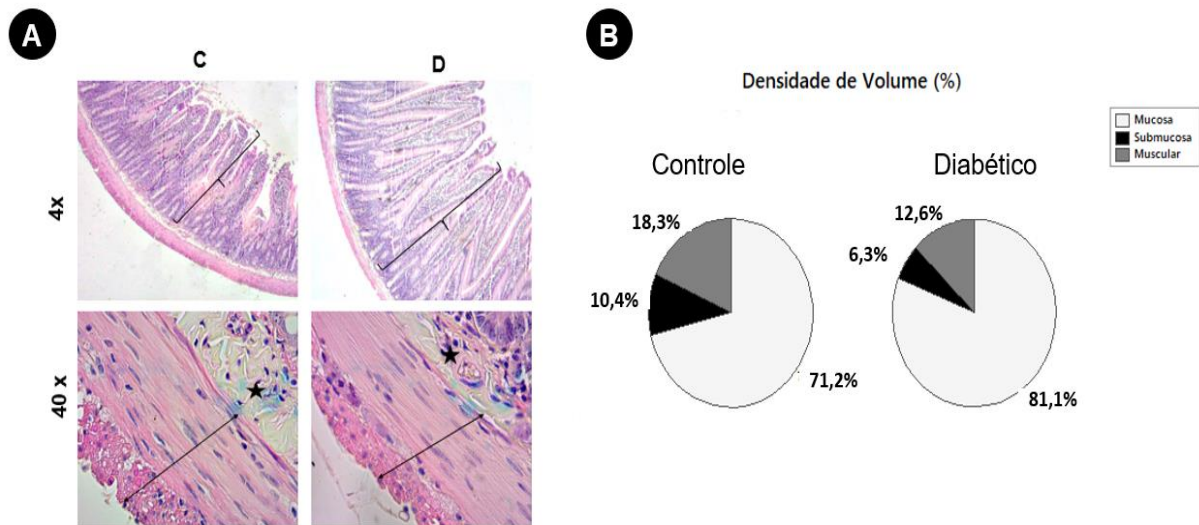 A
C
D
4x
40 x
B
Densidade de Volume (%)
Mucosa
Submucosa
Muscular
Controle
18,3%
10,4%
71,2%
Diabético
12,6%
6,3%
81,1%